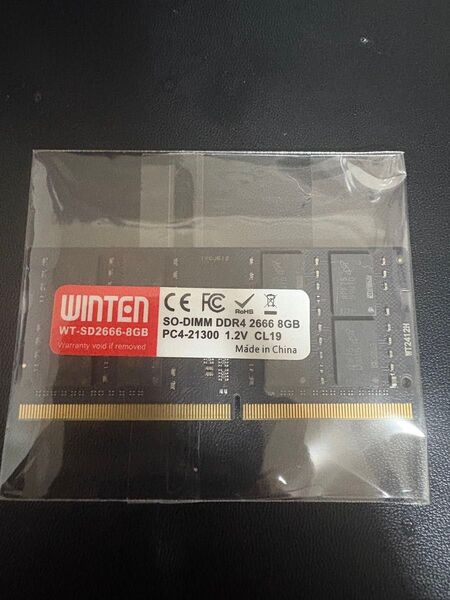 WINTEN
WT-SD2666-8GB
Warranty void if removed
CE FC RoHS
SO-DIMM DDR4 2666 8GB
PC4-21300 1.2V CL19
Made in China
WT2412H